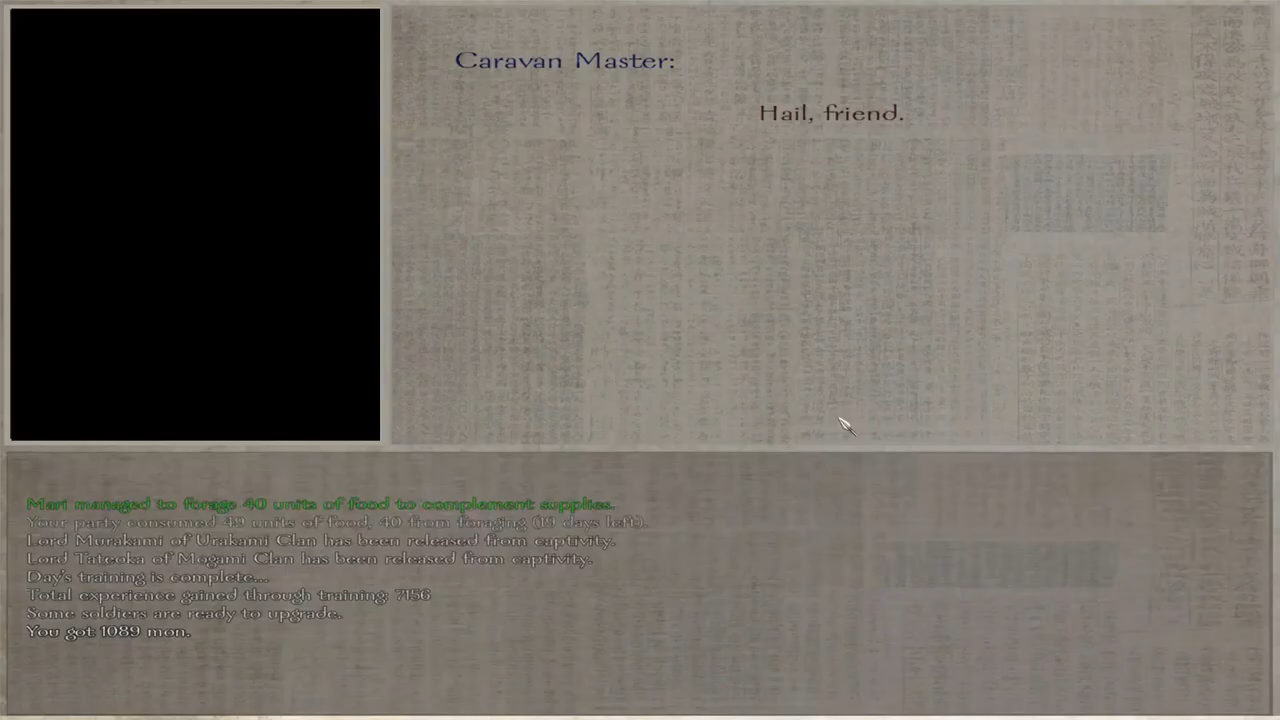 Caravan Master:
Hail, friend.
Mari managed to forage 40 units of food to complement supplies.
Your party consumed 49 units of food, 40 from foraging (19 days left).
Lord Murakami of Urakami Clan has been released from captivity.
Lord Tateoka of Mogami Clan has been released from captivity.
Day's training is complete...
Total experience gained through training: 7156
Some soldiers are ready to upgrade.
You got 1089 mon.